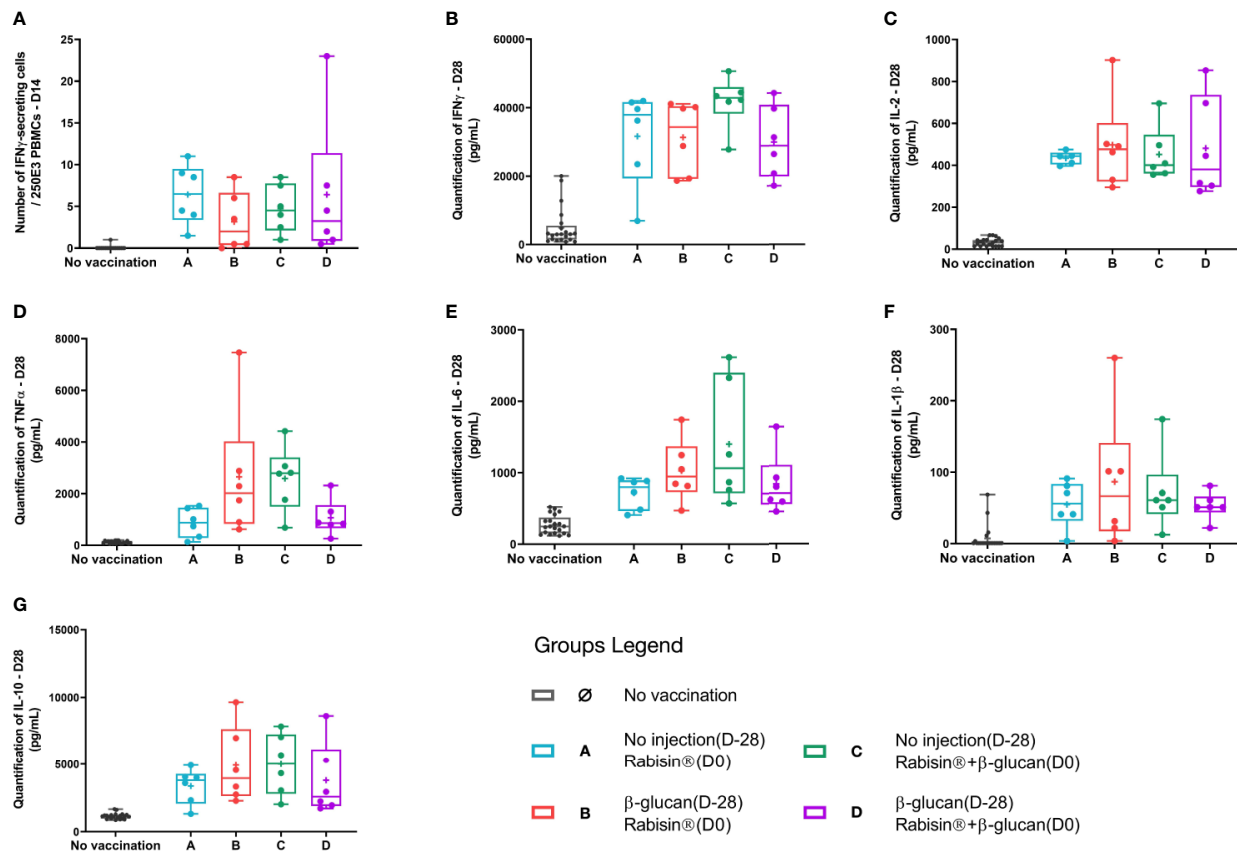 A
Number of IFNγ-secreting cells
/ 250E3 PBMCs - D14
25
20
15
10
5
0
No vaccination A B C D
B
Quantification of IFNγ - D28
(pg/mL)
60000
40000
20000
0
No vaccination A B C D
C
Quantification of IL-2 - D28
(pg/mL)
1000
800
600
400
200
0
No vaccination A B C D
D
Quantification of TNFα - D28
(pg/mL)
8000
6000
4000
2000
0
No vaccination A B C D
E
Quantification of IL-6 - D28
(pg/mL)
3000
2000
1000
0
No vaccination A B C D
F
Quantification of IL-1β - D28
(pg/mL)
300
200
100
0
No vaccination A B C D
G
Quantification of IL-10 - D28
(pg/mL)
15000
10000
5000
0
No vaccination A B C D
Groups Legend
Ø No vaccination
A No injection(D-28)
Rabisin®(D0)
B β-glucan(D-28)
Rabisin®(D0)
C No injection(D-28)
Rabisin®+β-glucan(D0)
D β-glucan(D-28)
Rabisin®+β-glucan(D0)